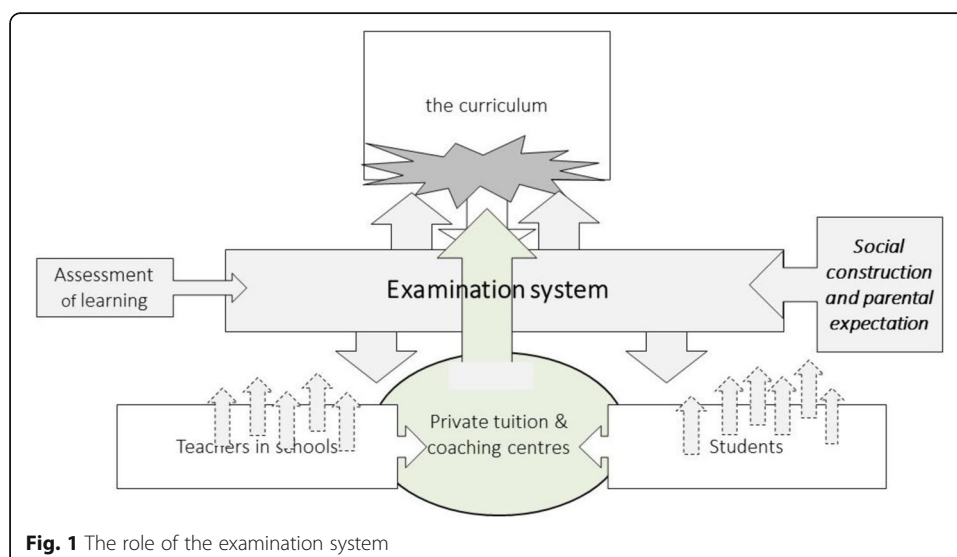 the curriculum
Assessment
of learning
Examination system
Social
construction
and parental
expectation
Teachers in schools
Private tuition &
coaching centres
Students
Fig. 1 The role of the examination system